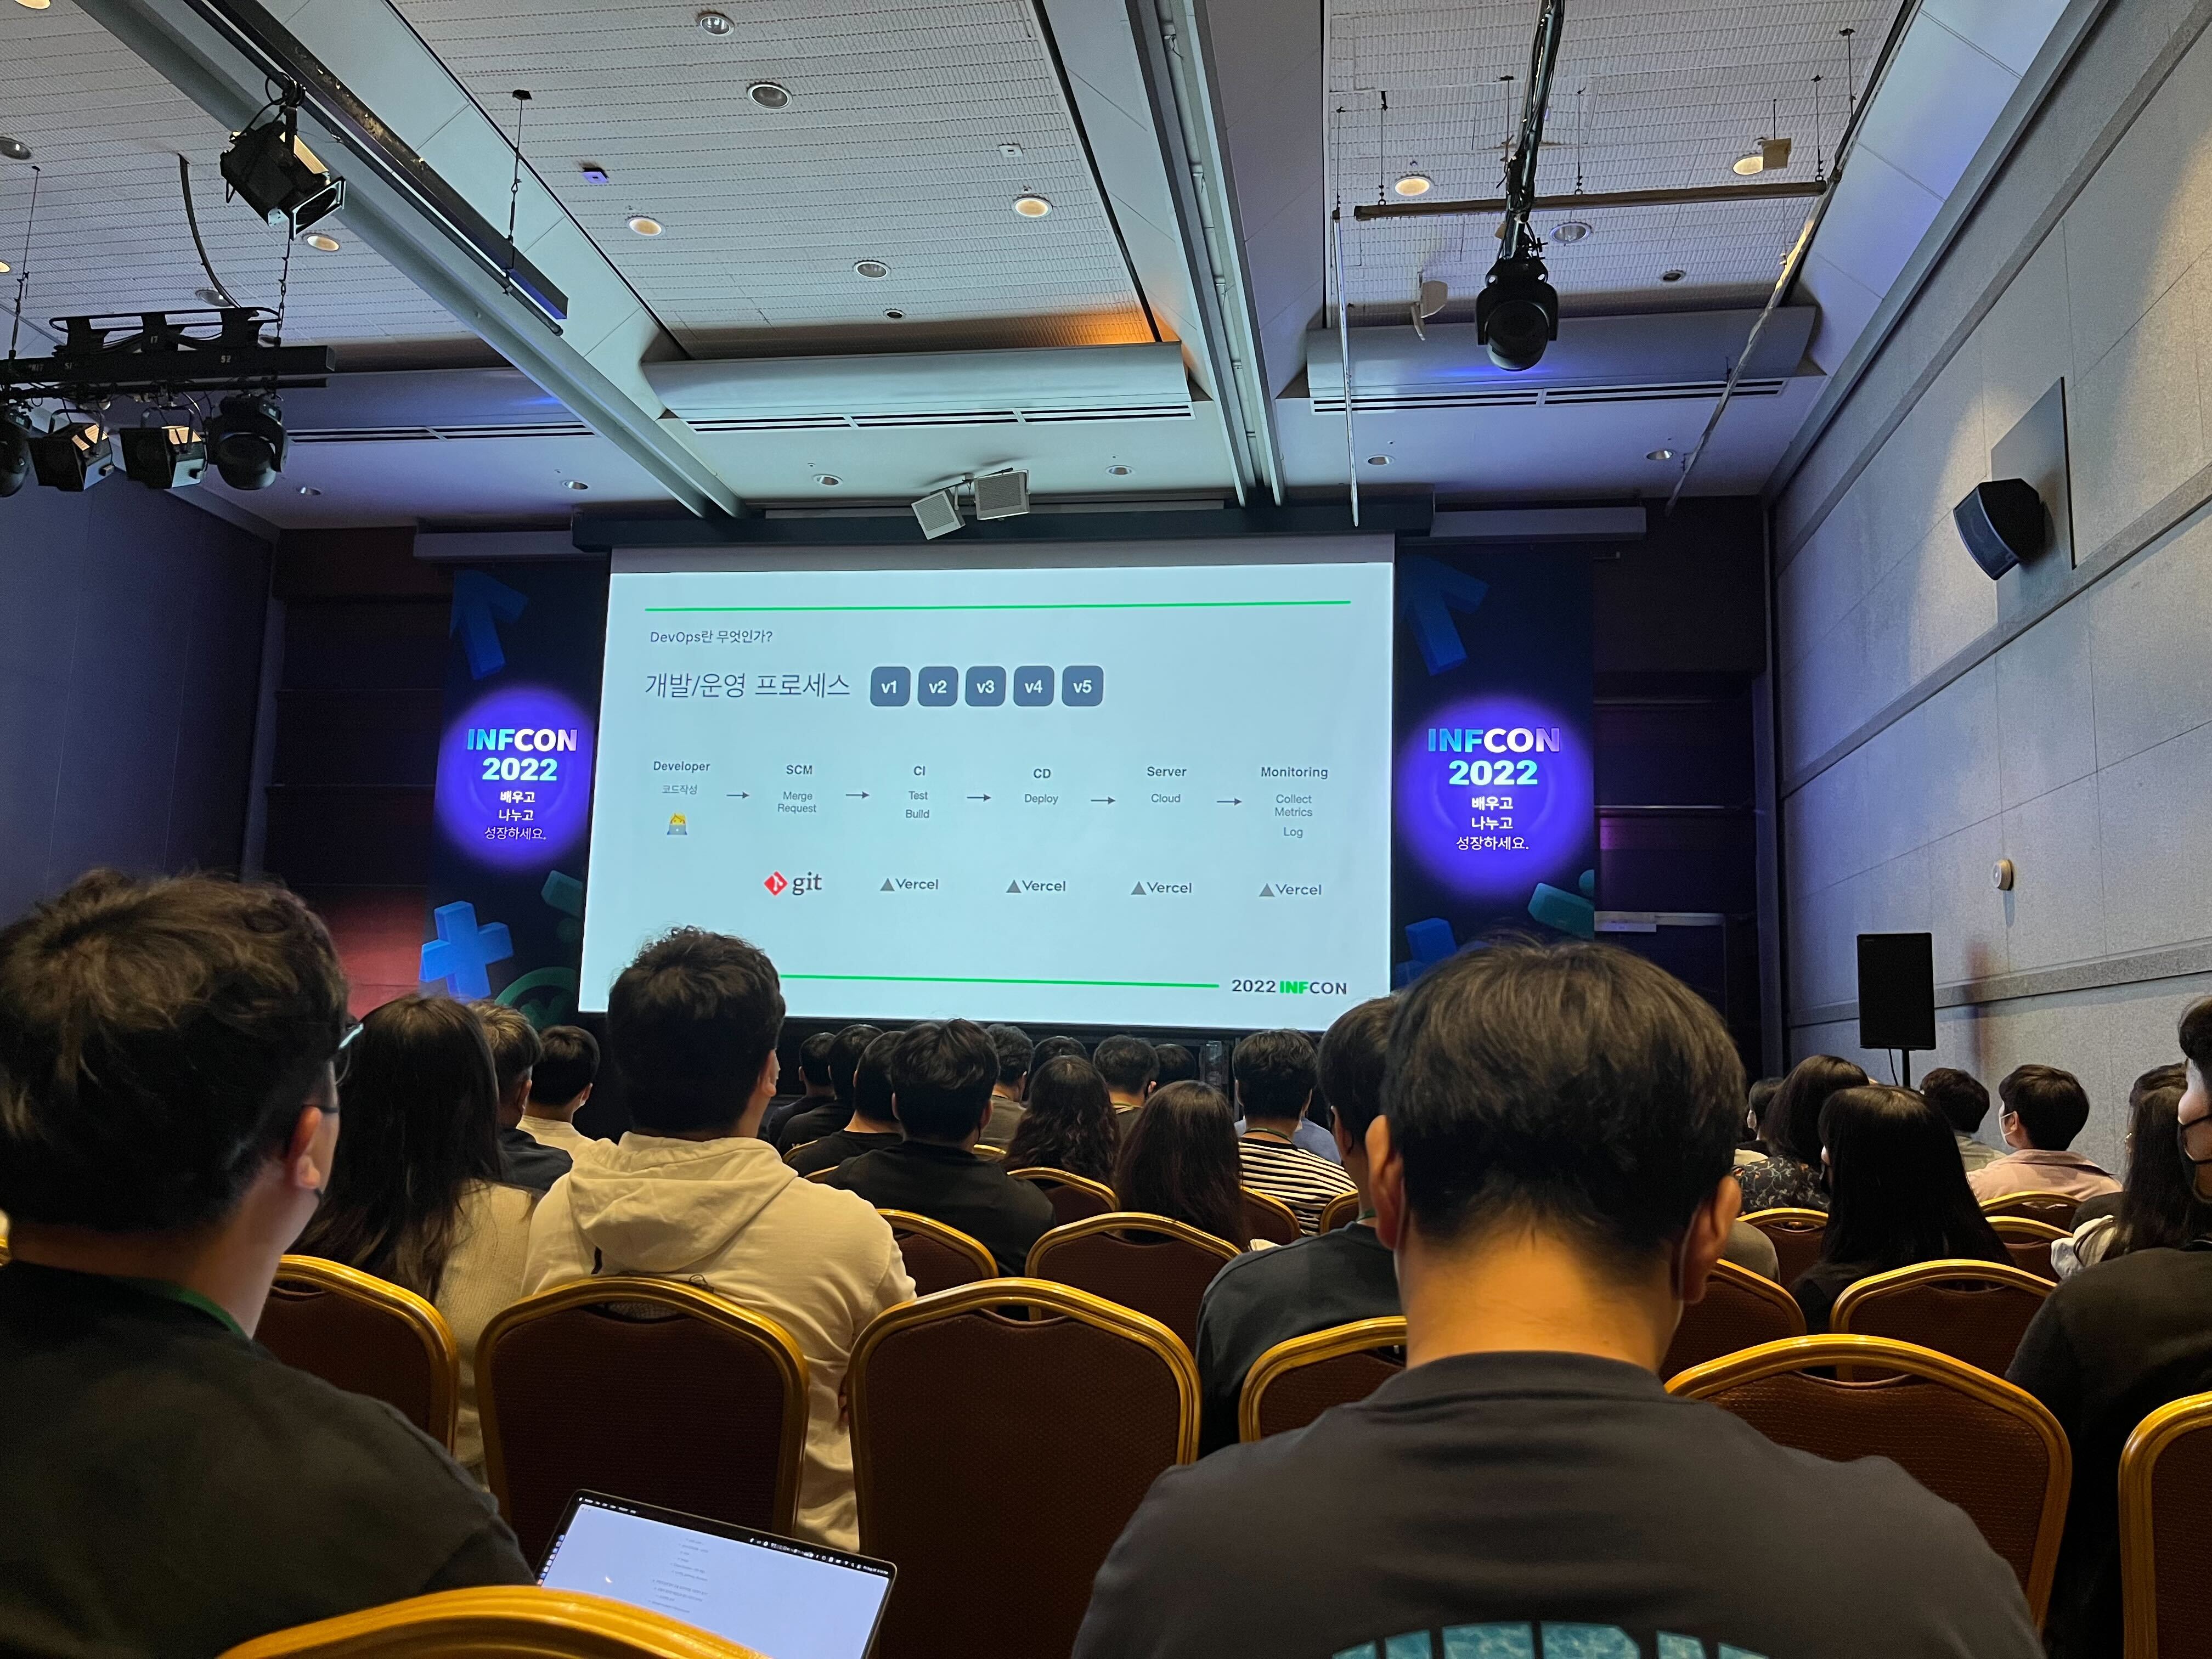 DevOps란 무엇인가?
개발/운영 프로세스 v1 v2 v3 v4 v5
Developer
코드작성
SCM
Merge
Request
CI
Test
Build
CD
Deploy
Server
Cloud
Monitoring
Collect
Metrics
Log
git
Vercel
Vercel
Vercel
Vercel
2022 INFCON
INFCON
2022
배우고
나누고
성장하세요.
INFCON
2022
배우고
나누고
성장하세요.